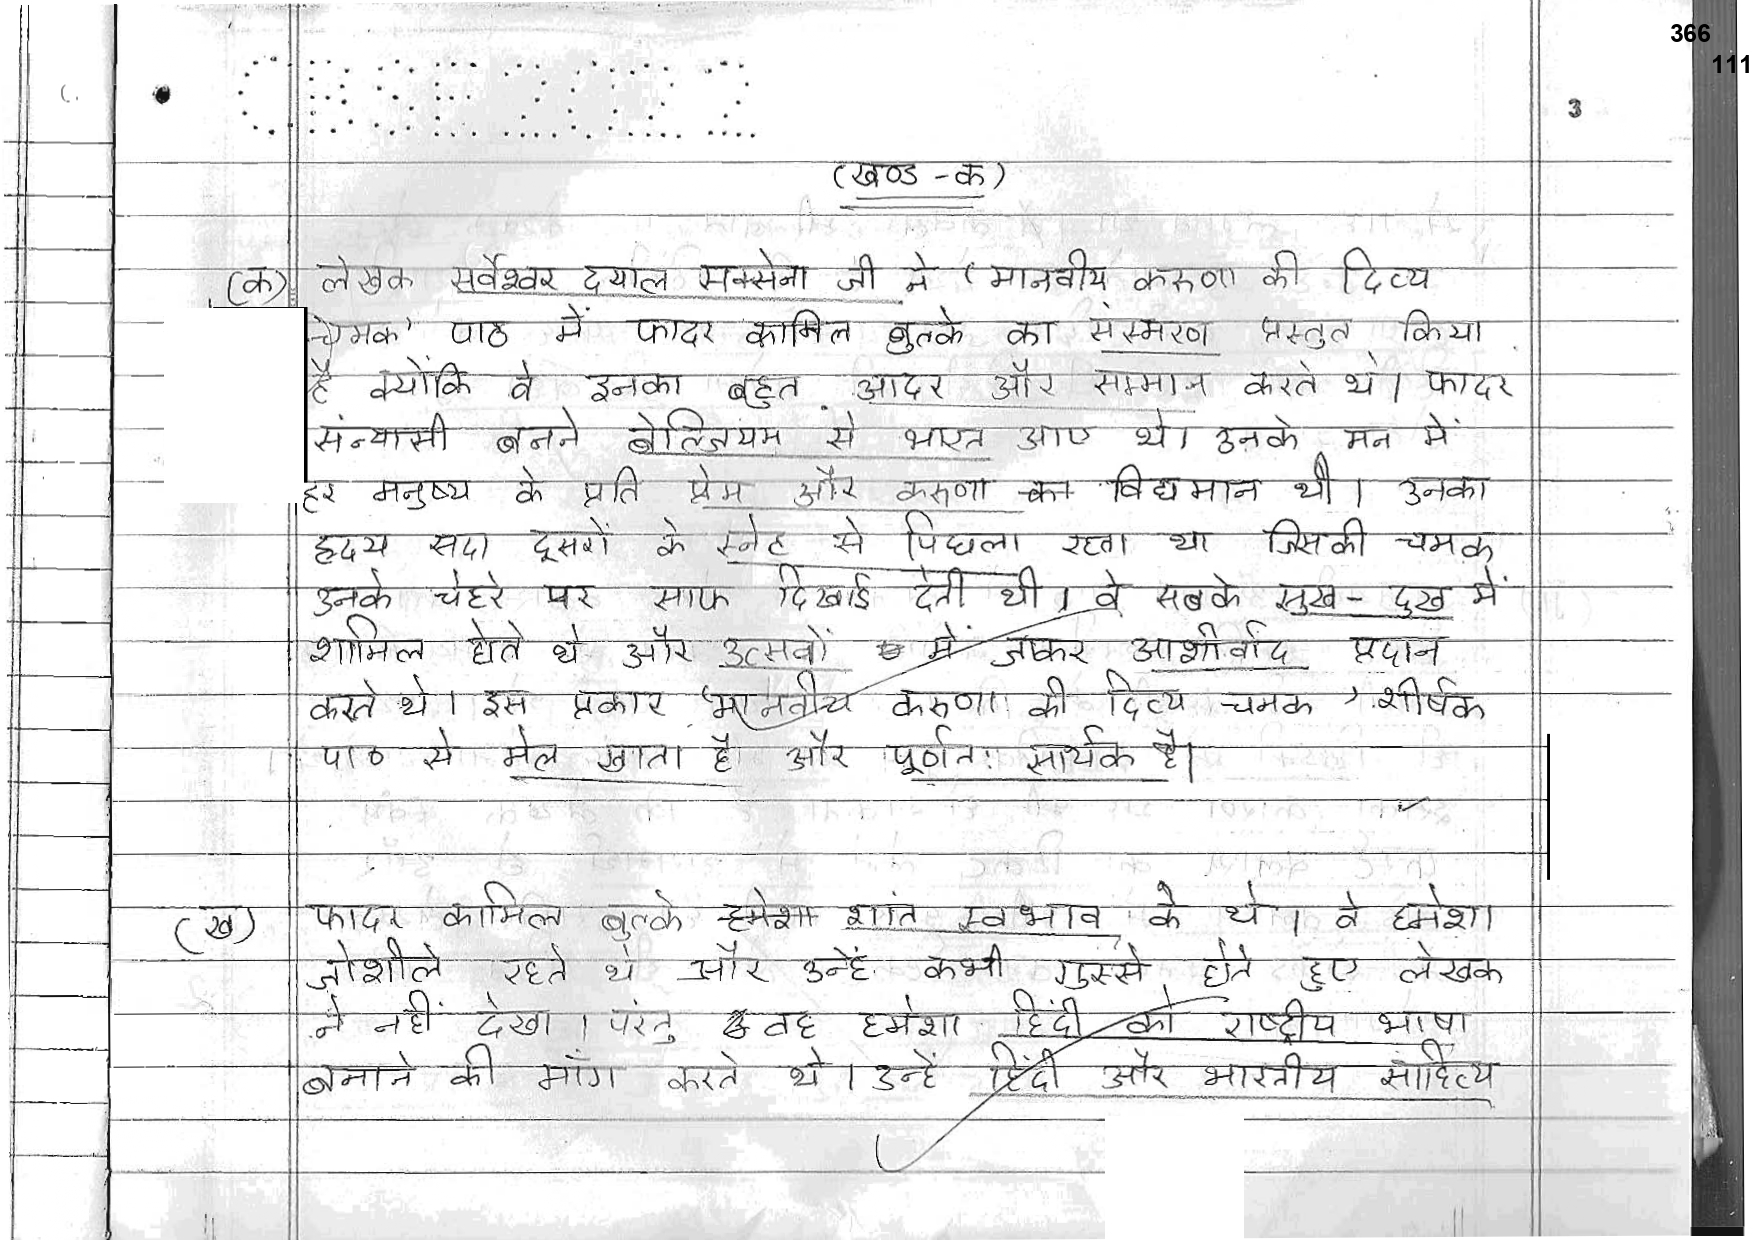 366
111
CBSE 2022
3
(खण्ड - क)
(क) लेखक सर्वेश्वर दयाल सक्सेना जी ने 'मानवीय करुणा की दिव्य
चमक' पाठ में फादर कामिल बुल्के का संस्मरण प्रस्तुत किया
है क्योंकि वे इनका बहुत आदर और सम्मान करते थे। फादर
संन्यासी बनने बेल्जियम से भारत आए थे। उनके मन में
हर मनुष्य के प्रति प्रेम और करुणा विद्यमान थी। उनका
हृदय सदा दूसरों के स्नेह से पिघला रहता था जिसकी चमक
उनके चेहरे पर साफ दिखाई देती थी। वे सबके सुख - दुख में
शामिल होते थे और उत्सवों में जाकर आशीर्वाद प्रदान
करते थे। इस प्रकार 'मानवीय करुणा की दिव्य चमक' शीर्षक
पाठ से मेल खाता है और पूर्णत: सार्थक है।
(ख) फादर कामिल बुल्के हमेशा शांत स्वभाव के थे। वे हमेशा
जोशीले रहते थे और उन्हें कभी गुस्से होते हुए लेखक
ने नहीं देखा। परंतु वह हमेशा हिंदी को राष्ट्रीय भाषा
बनाने की माँग करते थे। उन्हें हिंदी और भारतीय साहित्य